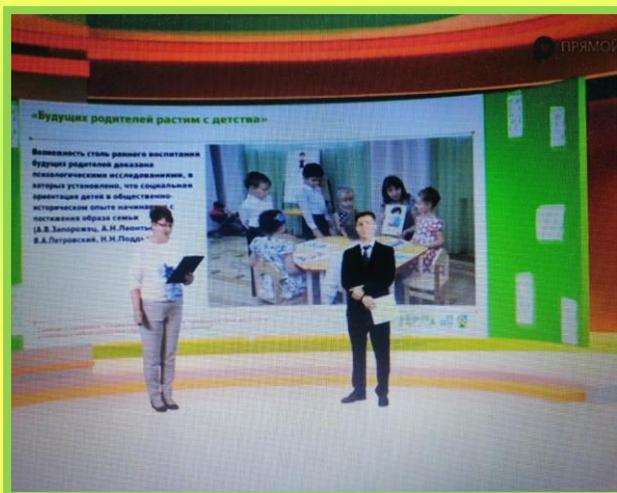 ПРЯМОЙ
«Будущих родителей растим с детства»
Возможность столь раннего воспитания
будущих родителей доказана
психологическими исследованиями, в
которых установлено, что социальная
ориентация детей в общественно-
историческом опыте начинается с
постижения образа семьи
(А.В.Запорожец, А.Н.Леонтье
В.А.Петровский, Н.Н.Подд